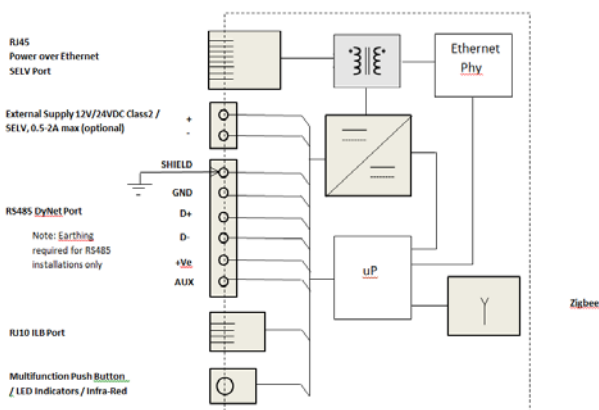 RJ45
Power over Ethernet
SELV Port
Ethernet
Phy
External Supply 12V/24VDC Class2 /
SELV, 0.5-2A max (optional)
+
-
SHIELD
GND
RS485 DyNet Port
D+
Note: Earthing
required for RS485
installations only
D-
+Ve
AUX
uP
Zigbee
RJ10 ILB Port
Multifunction Push Button
/ LED Indicators / Infra-Red